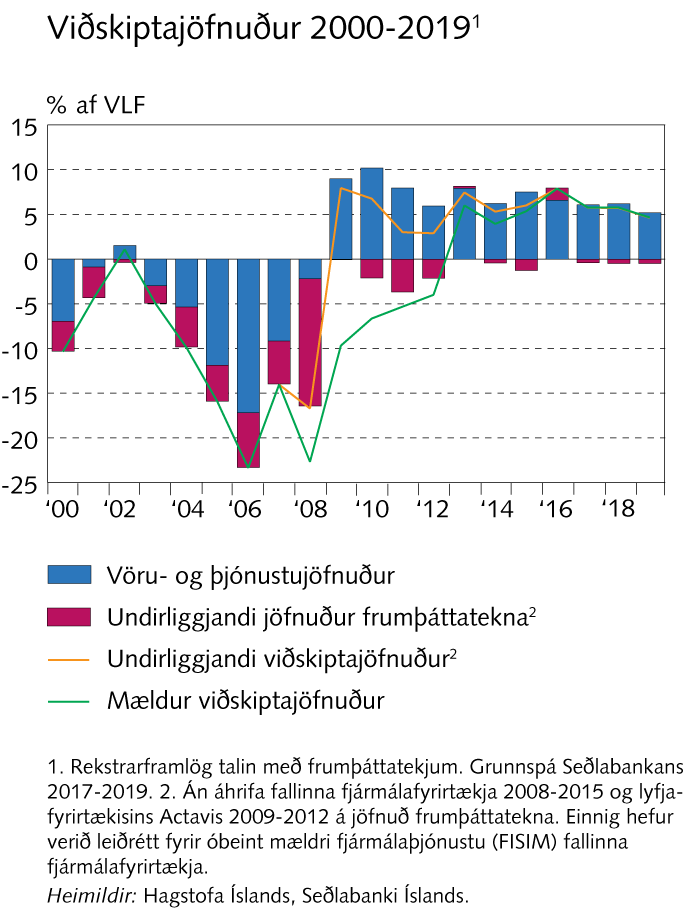 Viðskiptajöfnuður 2000-2019¹
% af VLF
15
10
5
0
-5
-10
-15
-20
-25
‘00 ‘02 ‘04 ‘06 ‘08 ‘10 ‘12 ‘14 ‘16 ‘18
Vöru- og þjónustujöfnuður
Undirliggjandi jöfnuður frumþáttatekna²
Undirliggjandi viðskiptajöfnuður²
Mældur viðskiptajöfnuður
1. Rekstrarframlög talin með frumþáttatekjum. Grunnspá Seðlabankans
2017-2019. 2. Án áhrifa fallinna fjármálafyrirtækja 2008-2015 og lyfja-
fyrirtækisins Actavis 2009-2012 á jöfnuð frumþáttatekna. Einnig hefur
verið leiðrétt fyrir óbeint mældri fjármálaþjónustu (FISIM) fallinna
fjármálafyrirtækja.
Heimildir: Hagstofa Íslands, Seðlabanki Íslands.